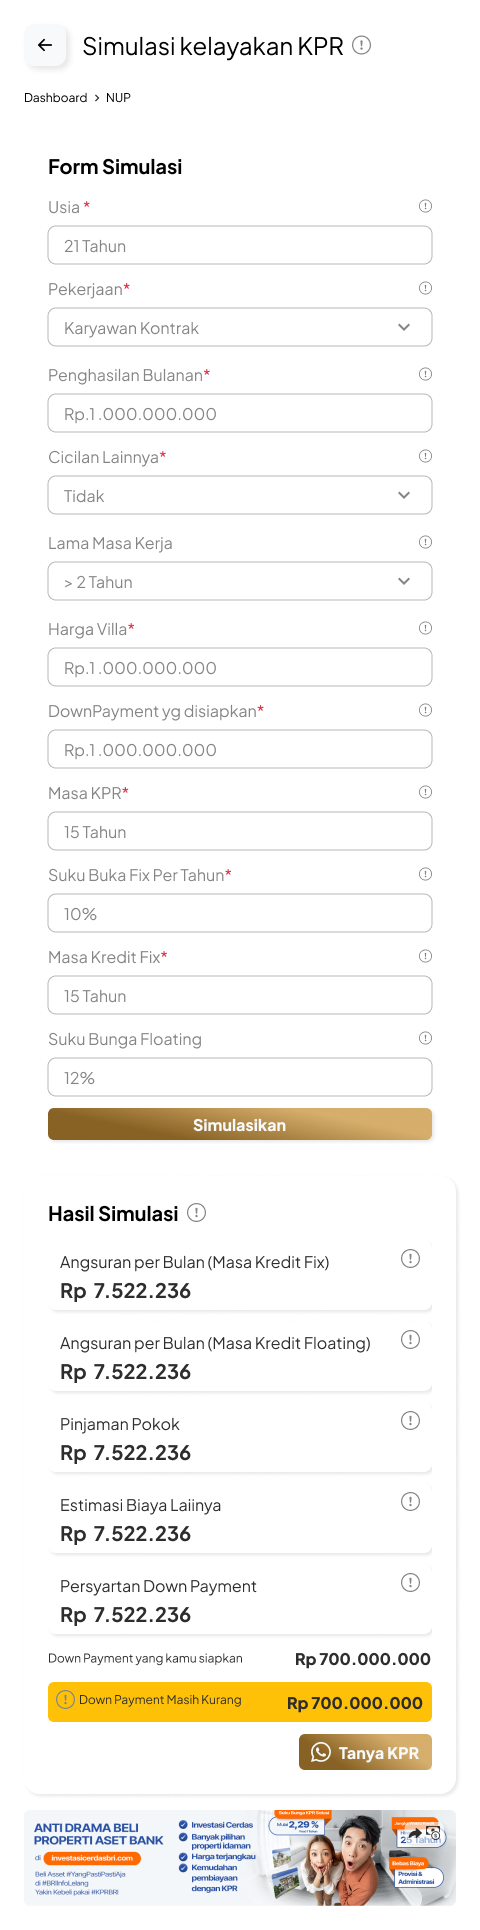 Simulasi kelayakan KPR
Dashboard > NUP
Form Simulasi
Usia *
21 Tahun
Pekerjaan*
Karyawan Kontrak
Penghasilan Bulanan*
Rp.1 .000.000.000
Cicilan Lainnya*
Tidak
Lama Masa Kerja
> 2 Tahun
Harga Villa*
Rp.1 .000.000.000
DownPayment yg disiapkan*
Rp.1 .000.000.000
Masa KPR*
15 Tahun
Suku Buka Fix Per Tahun*
10%
Masa Kredit Fix*
15 Tahun
Suku Bunga Floating
12%
Simulasikan
Hasil Simulasi
Angsuran per Bulan (Masa Kredit Fix)
Rp 7.522.236
Angsuran per Bulan (Masa Kredit Floating)
Rp 7.522.236
Pinjaman Pokok
Rp 7.522.236
Estimasi Biaya Laiinya
Rp 7.522.236
Persyartan Down Payment
Rp 7.522.236
Down Payment yang kamu siapkan Rp 700.000.000
Down Payment Masih Kurang Rp 700.000.000
Tanya KPR
ANTI DRAMA BELI
PROPERTI ASET BANK
di investasicerdasbri.com
Beli Asset #YangPastiPastiAja
di #BRIInfoLelang
Yakin Kebeli pakai #KPRBRI
Investasi Cerdas
Banyak pilihan
properti idaman
Harga terjangkau
Kemudahan
pembiayaan
dengan KPR
Suku Bunga KPR Spesial
Mulai 2,29 %
25 Tahun
Bebas Biaya
Provisi &
Administrasi